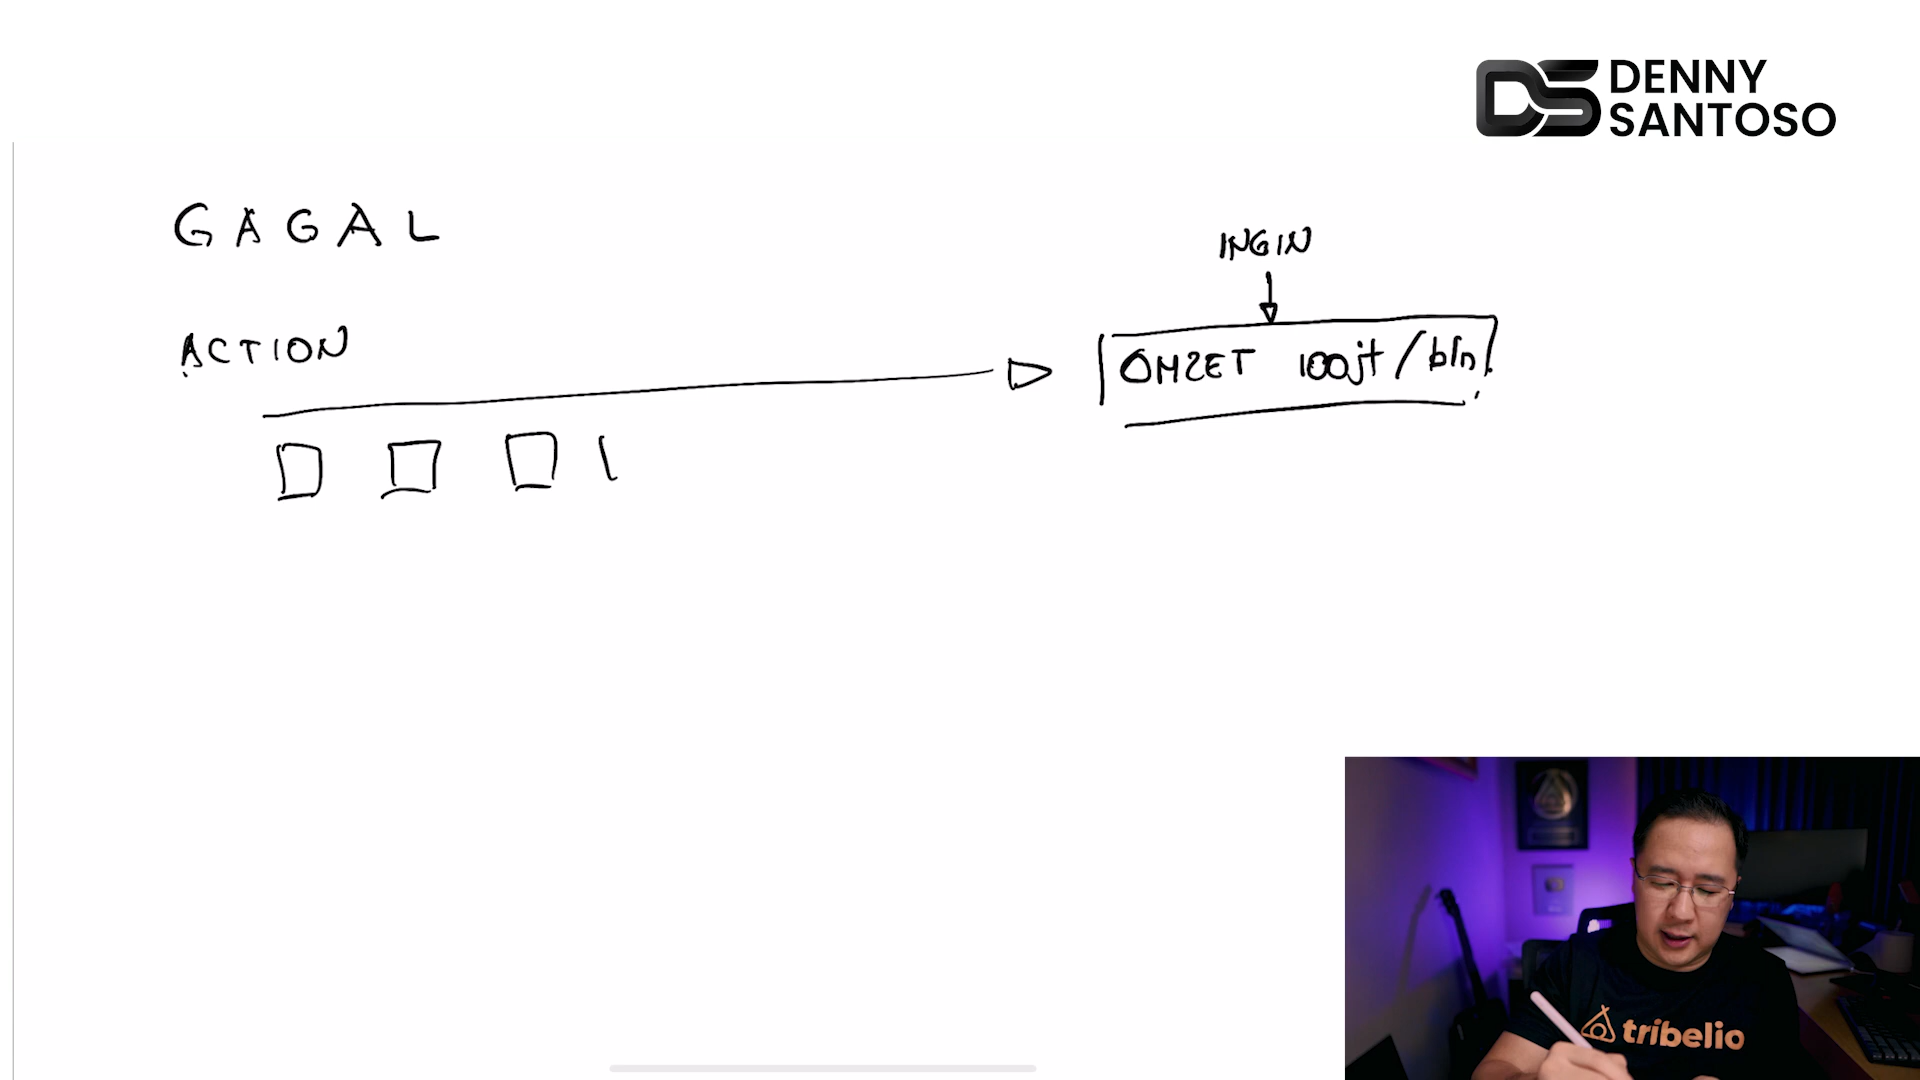 DENNY
SANTOSO
GAGAL
INGIN
ACTION
OMZET 100jt/bln
tribelio